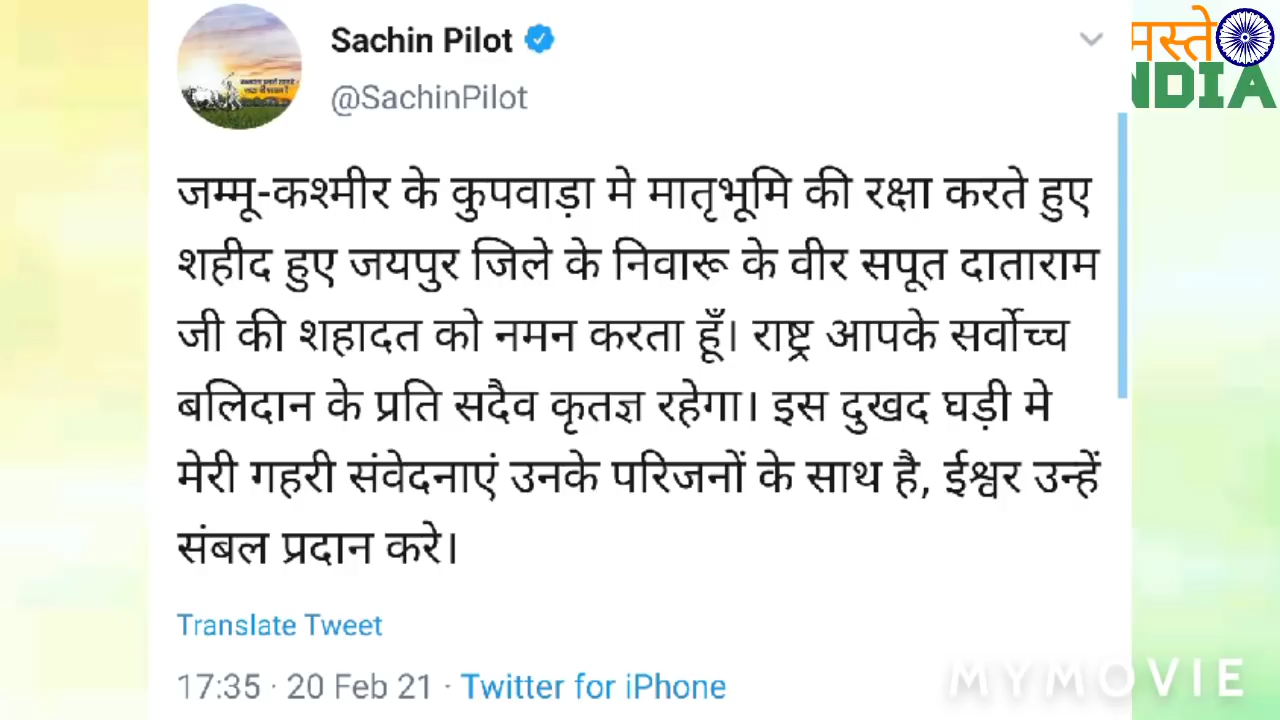 Sachin Pilot
@SachinPilot
मस्ते
NDIA
जम्मू-कश्मीर के कुपवाड़ा मे मातृभूमि की रक्षा करते हुए
शहीद हुए जयपुर जिले के निवारू के वीर सपूत दाताराम
जी की शहादत को नमन करता हूँ। राष्ट्र आपके सर्वोच्च
बलिदान के प्रति सदैव कृतज्ञ रहेगा। इस दुखद घड़ी मे
मेरी गहरी संवेदनाएं उनके परिजनों के साथ है, ईश्वर उन्हें
संबल प्रदान करे।
Translate Tweet
17:35 · 20 Feb 21 · Twitter for iPhone
MYMOVIE